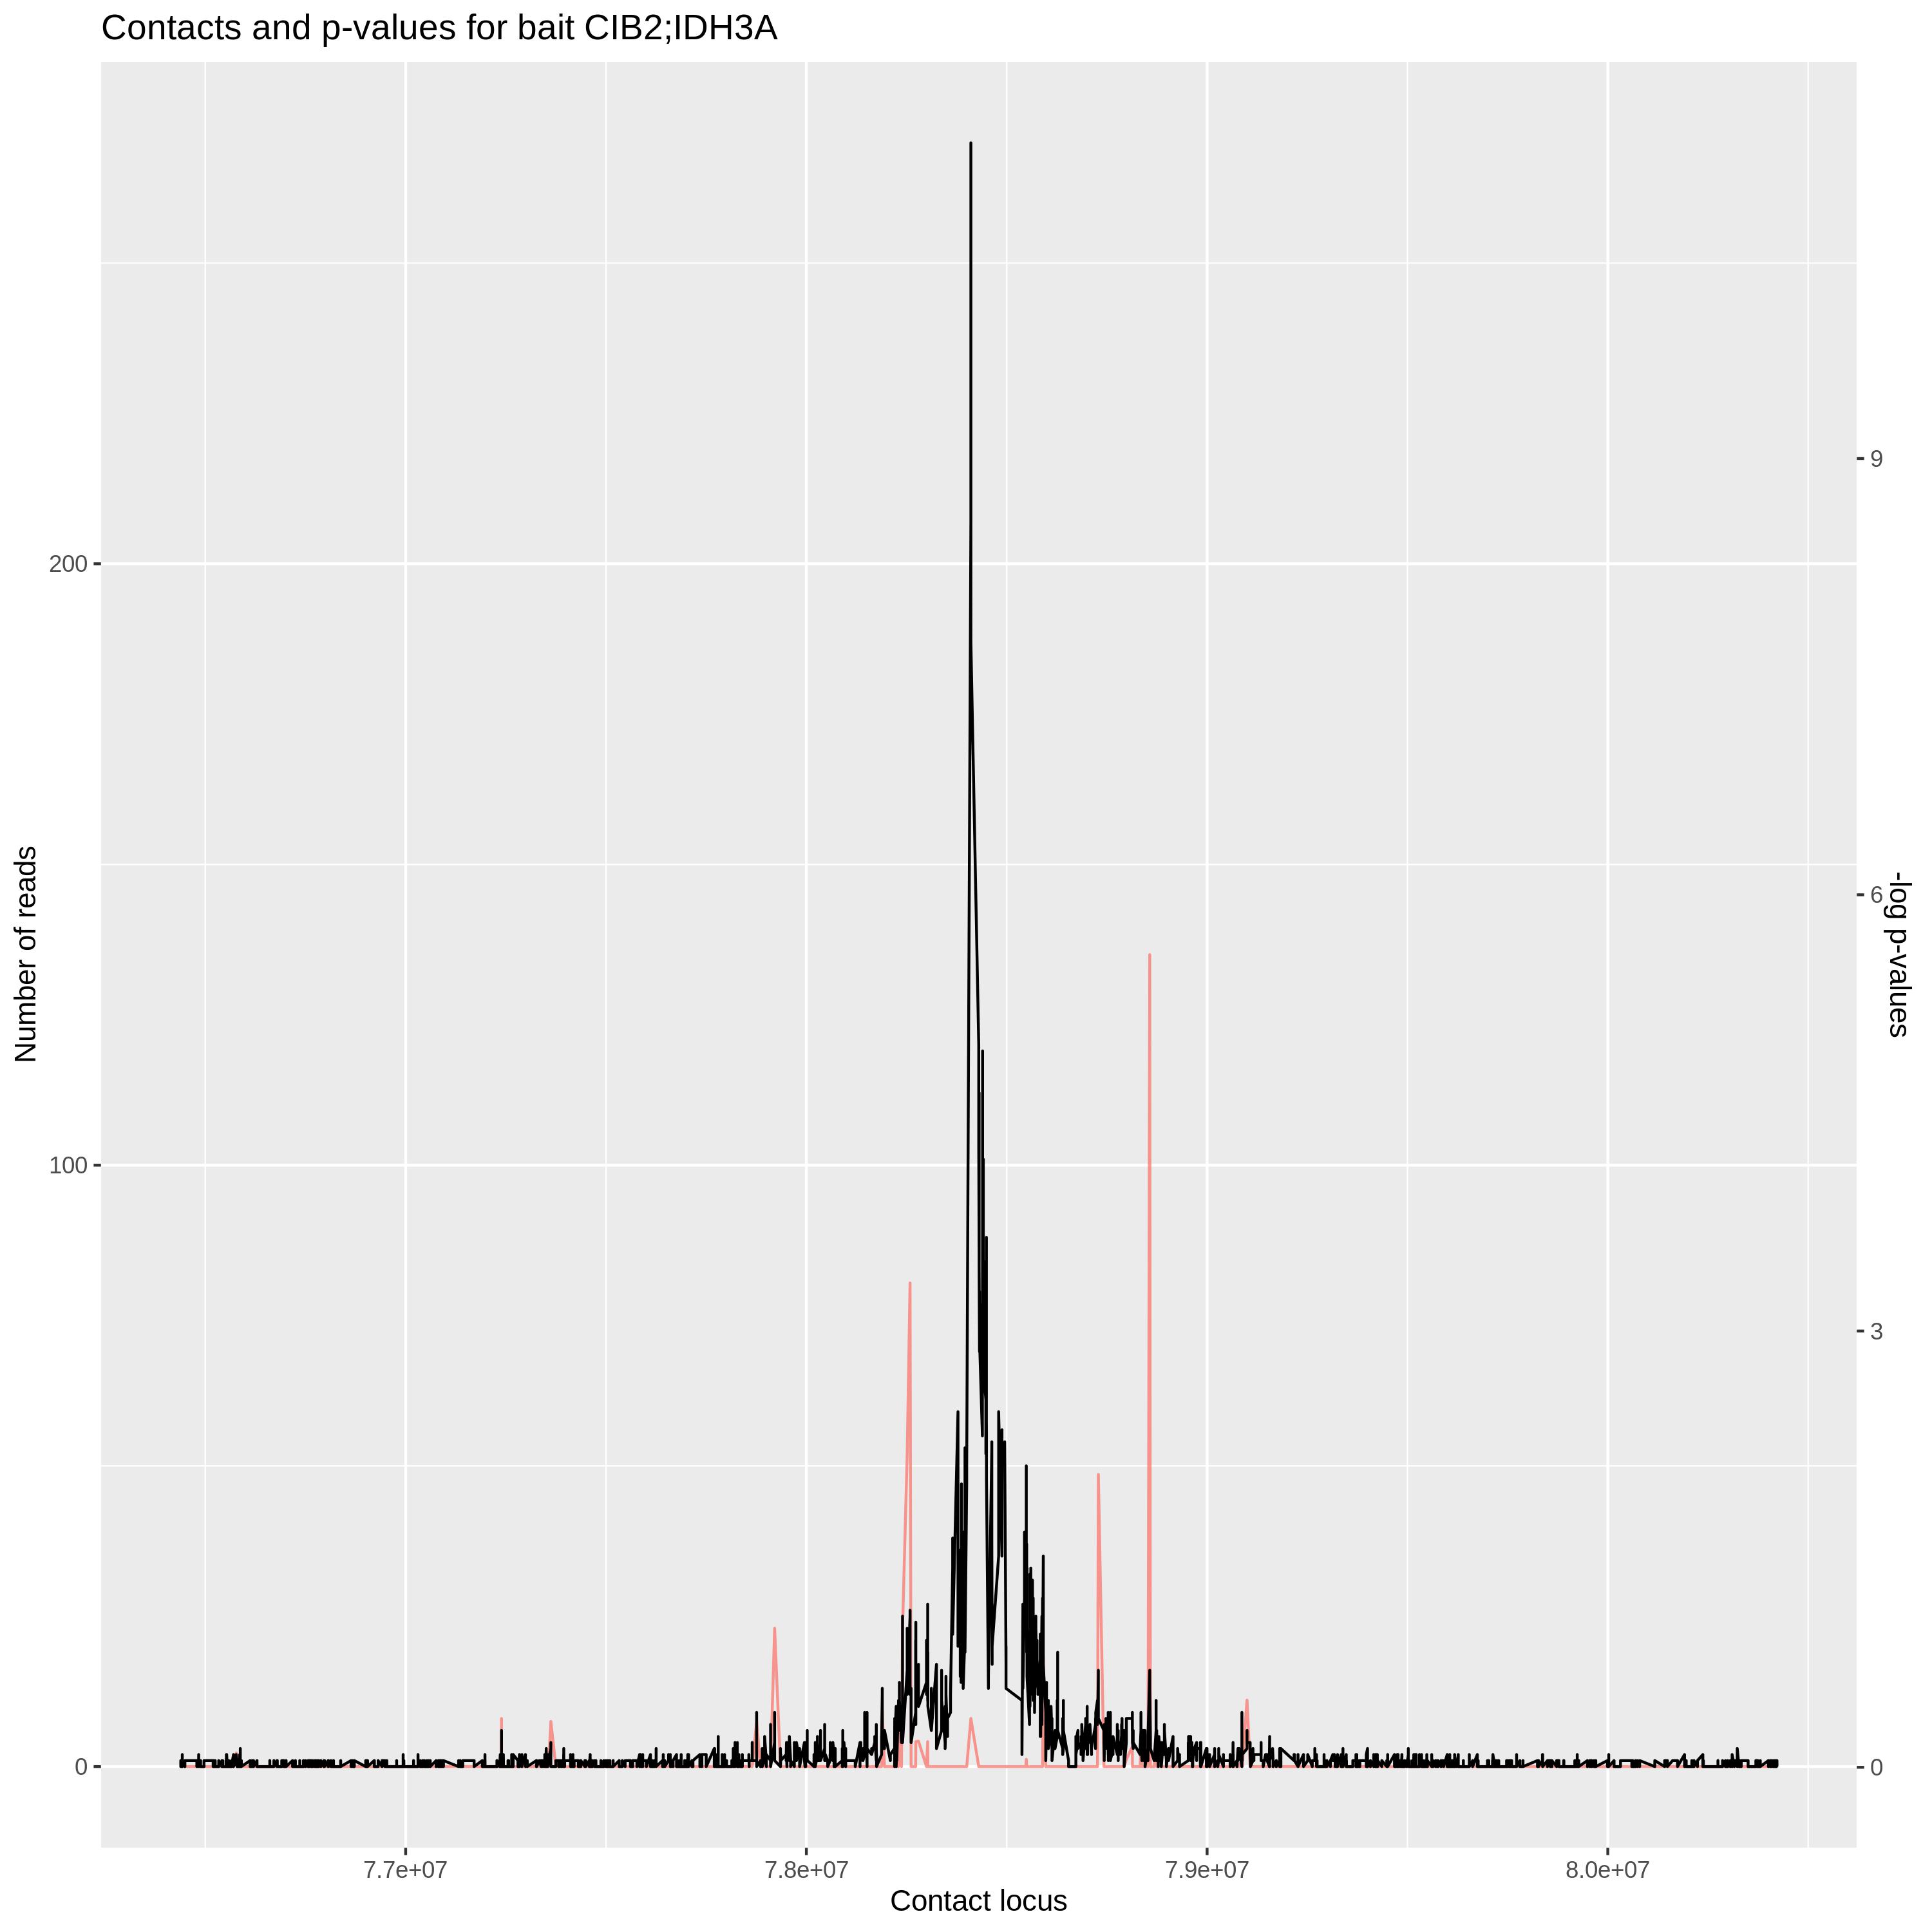 Contacts and p-values for bait CIB2;IDH3A
Number of reads
200
100
0
-log p-values
9
6
3
0
7.7e+07
7.8e+07
7.9e+07
8.0e+07
Contact locus